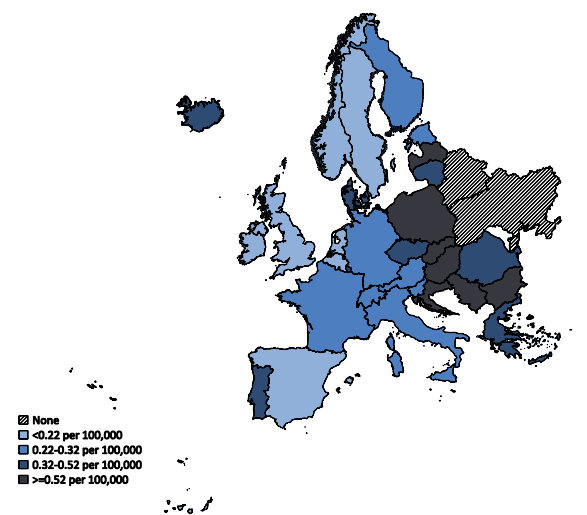 None
<0.22 per 100,000
0.22-0.32 per 100,000
0.32-0.52 per 100,000
>=0.52 per 100,000